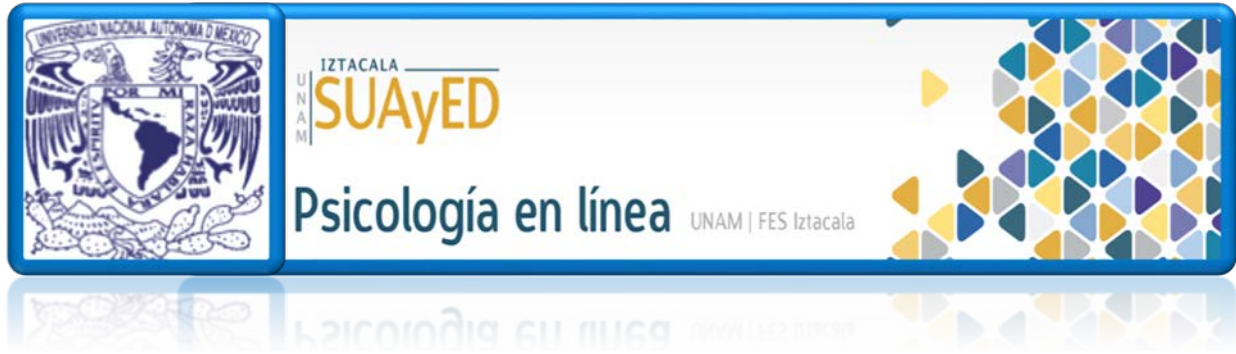 UNIVERSIDAD NACIONAL AUTONOMA D MEXICO
POR MI RAZA HABLARA EL ESPIRITU
IZTACALA
UNAM
SUAyED
Psicología en línea UNAM | FES Iztacala